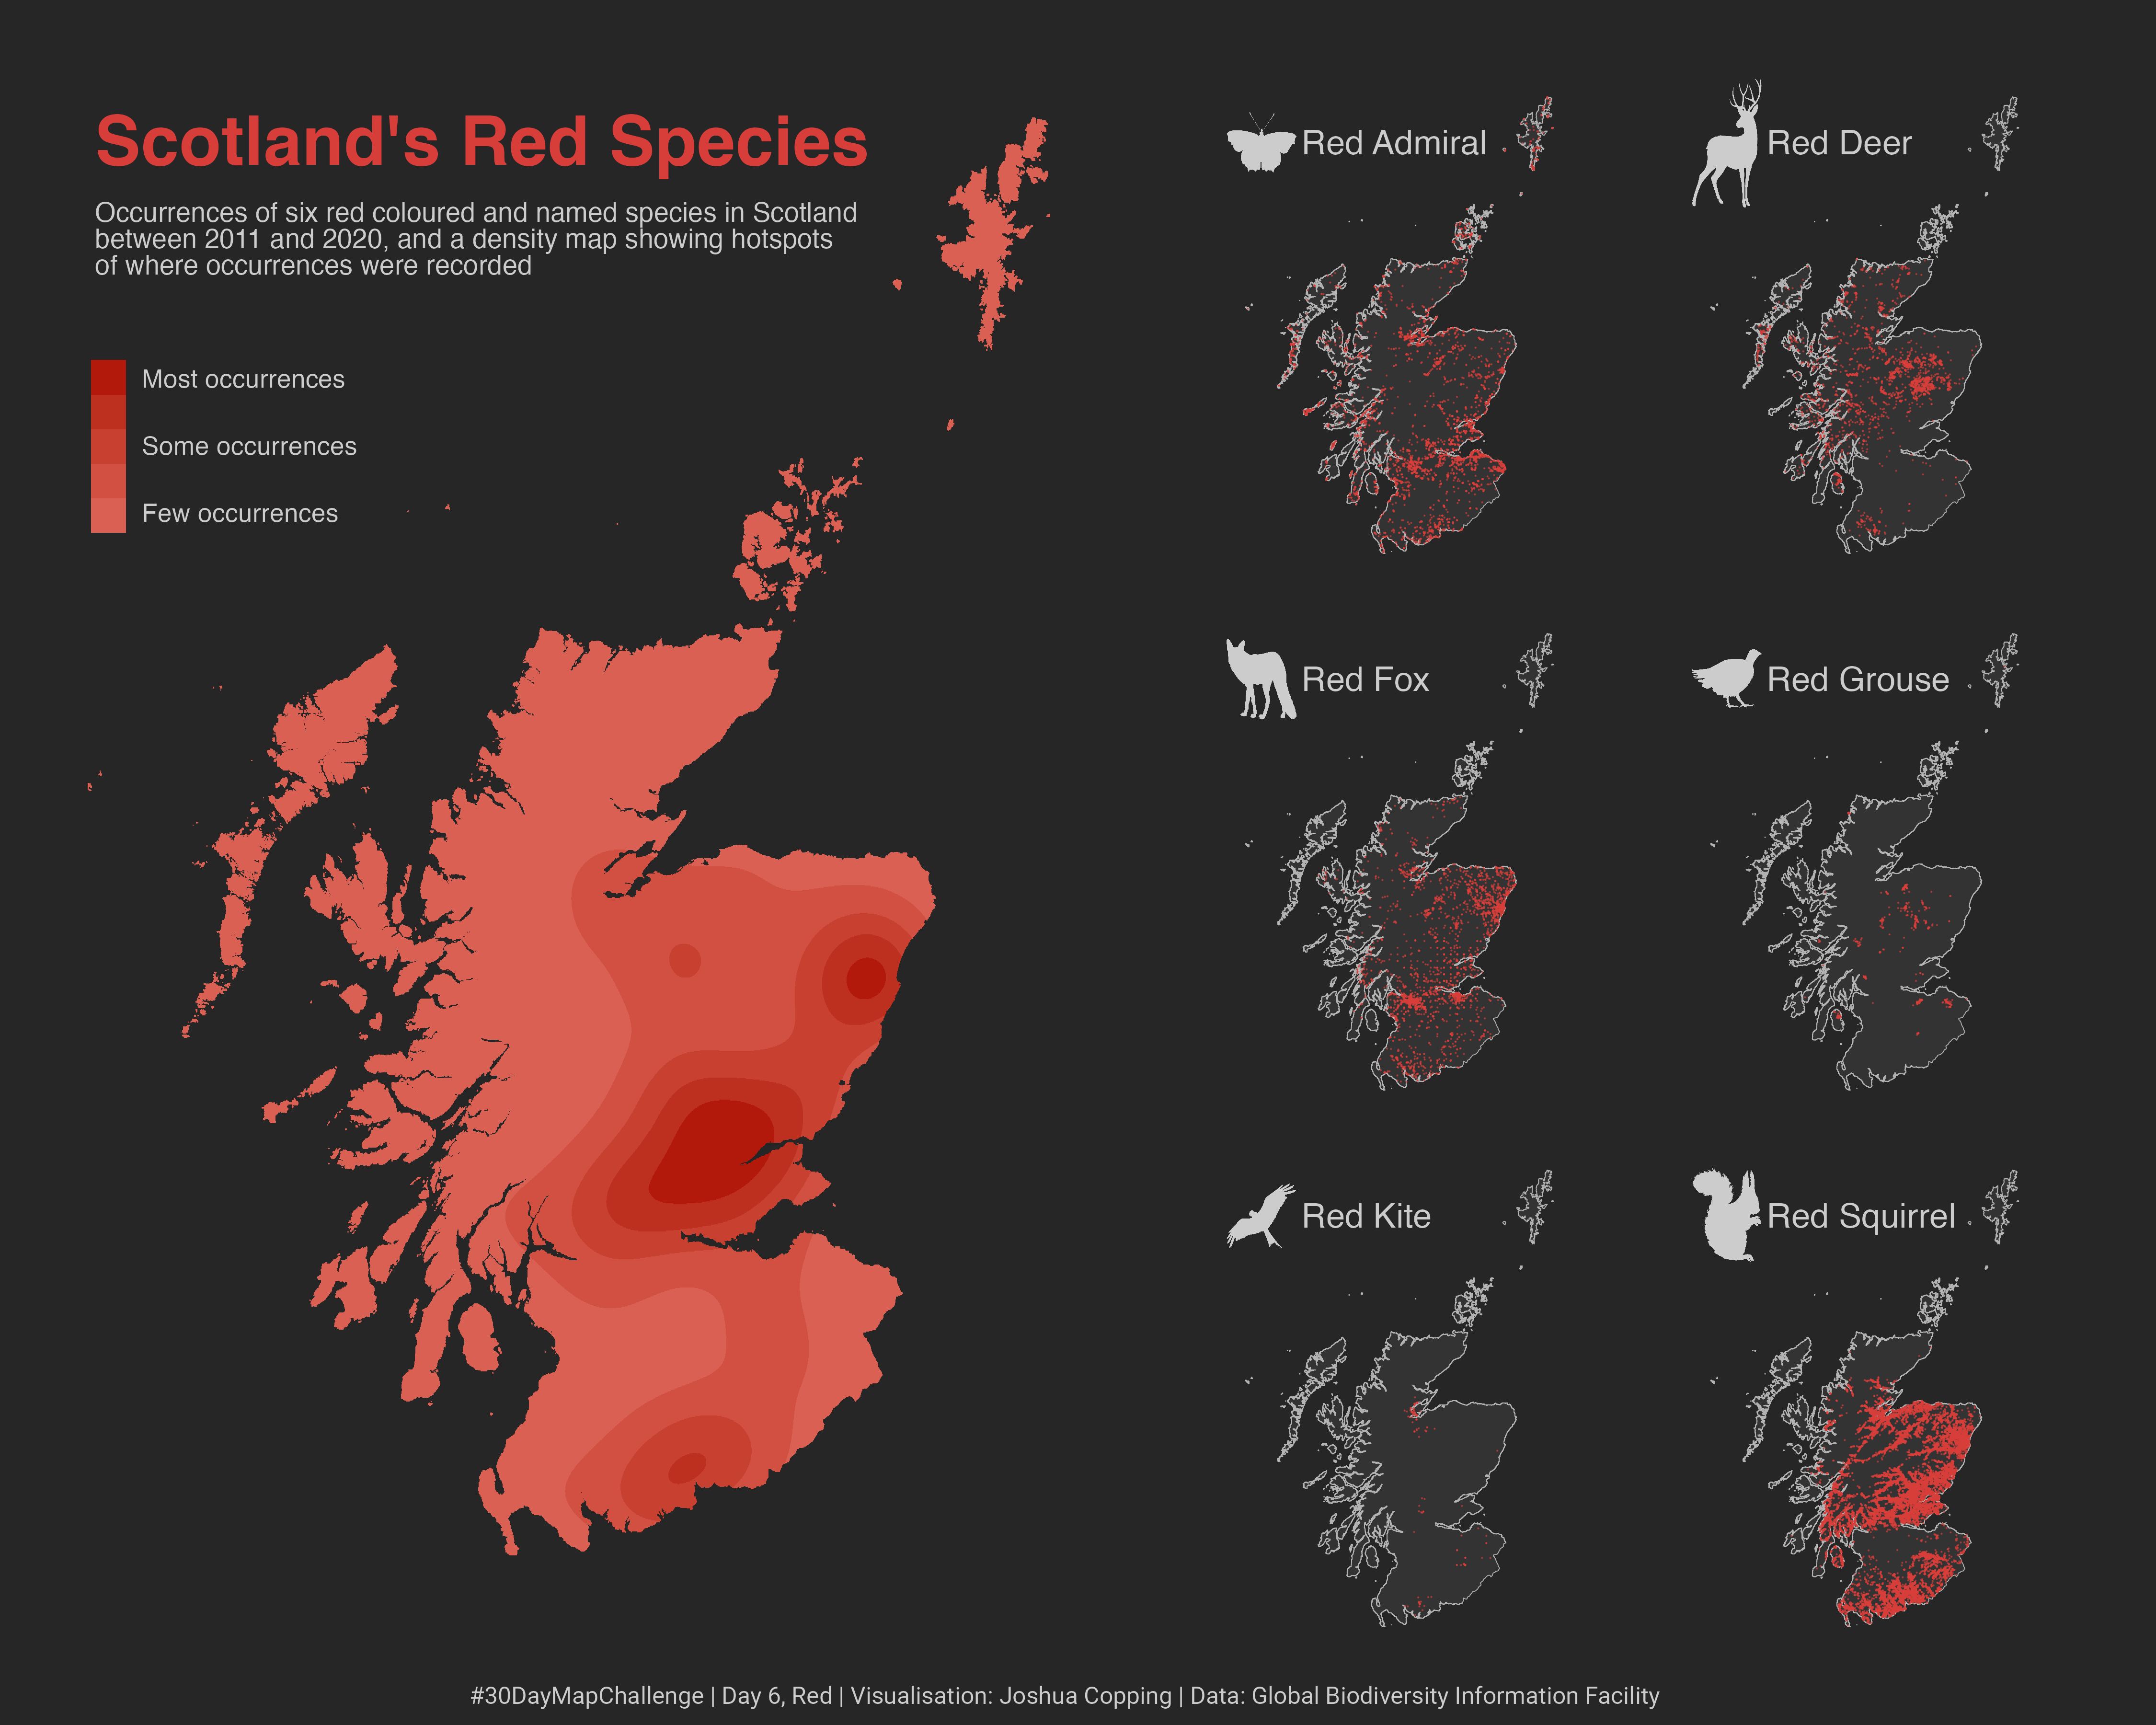 Scotland's Red Species
Occurrences of six red coloured and named species in Scotland
between 2011 and 2020, and a density map showing hotspots
of where occurrences were recorded
Most occurrences
Some occurrences
Few occurrences
Red Admiral
Red Deer
Red Fox
Red Grouse
Red Kite
Red Squirrel
#30DayMapChallenge | Day 6, Red | Visualisation: Joshua Copping | Data: Global Biodiversity Information Facility